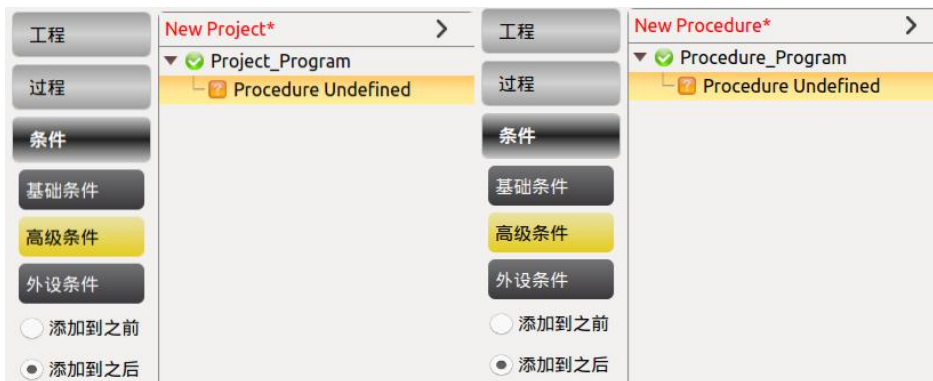 工程
过程
条件
基础条件
高级条件
外设条件
添加到之前
添加到之后
New Project*
Project_Program
Procedure Undefined
工程
过程
条件
基础条件
高级条件
外设条件
添加到之前
添加到之后
New Procedure*
Procedure_Program
Procedure Undefined